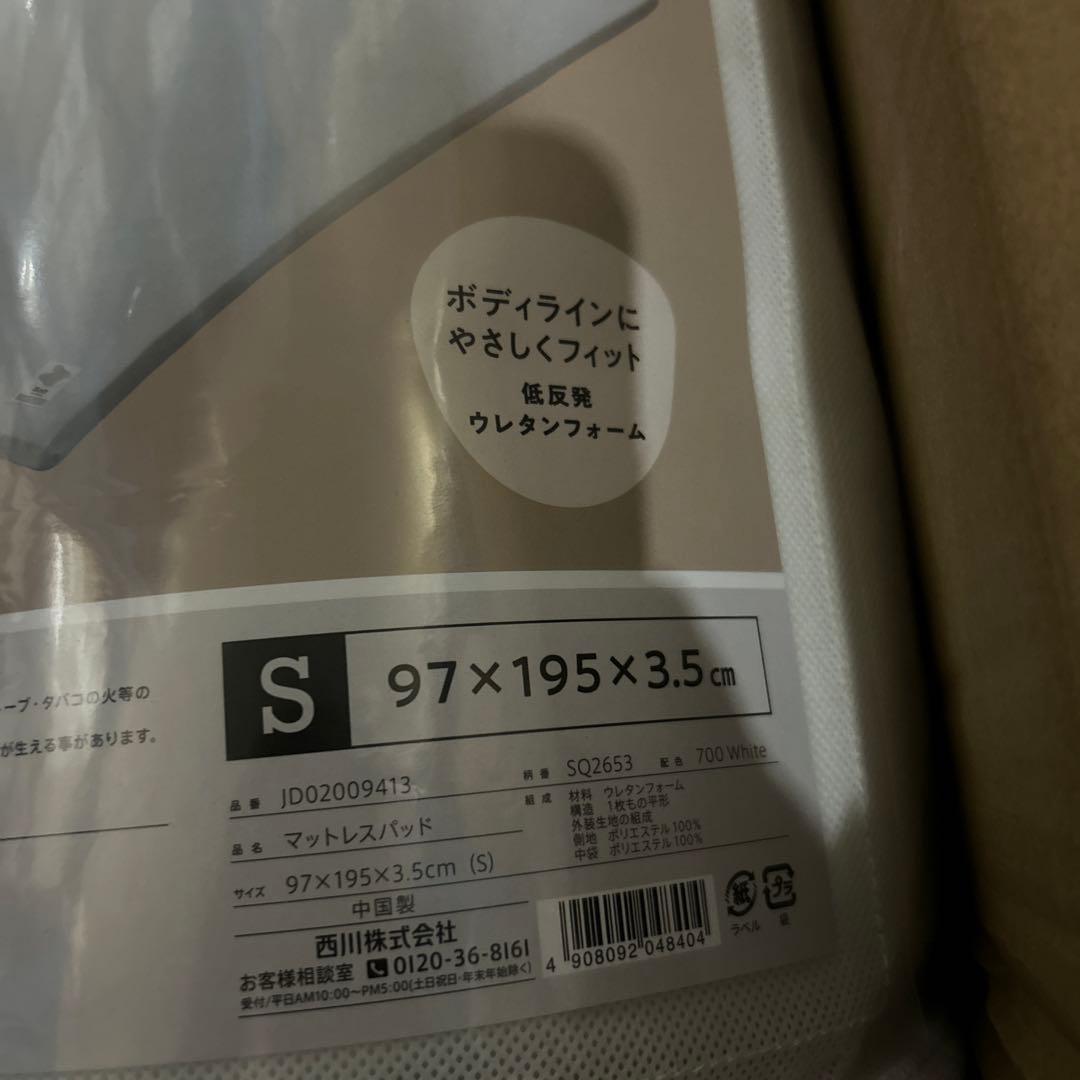 ボディラインに
やさしくフィット
低反発
ウレタンフォーム
ーブ・タバコの火等の
が生える事があります。
S 97×195×3.5cm
品番 JD02009413
柄番 SQ2653 配色 700 White
品名 マットレスパッド
組成 材料 ウレタンフォーム
構造 1枚もの平形
外装生地の組成
側地 ポリエステル100%
中袋 ポリエステル100%
サイズ 97×195×3.5cm (S)
中国製
西川株式会社
お客様相談室 0120-36-8161
受付/平日AM10:00〜PM5:00(土日祝日・年末年始除く)
4 908092 048404
紙
ラベル
プラ
袋